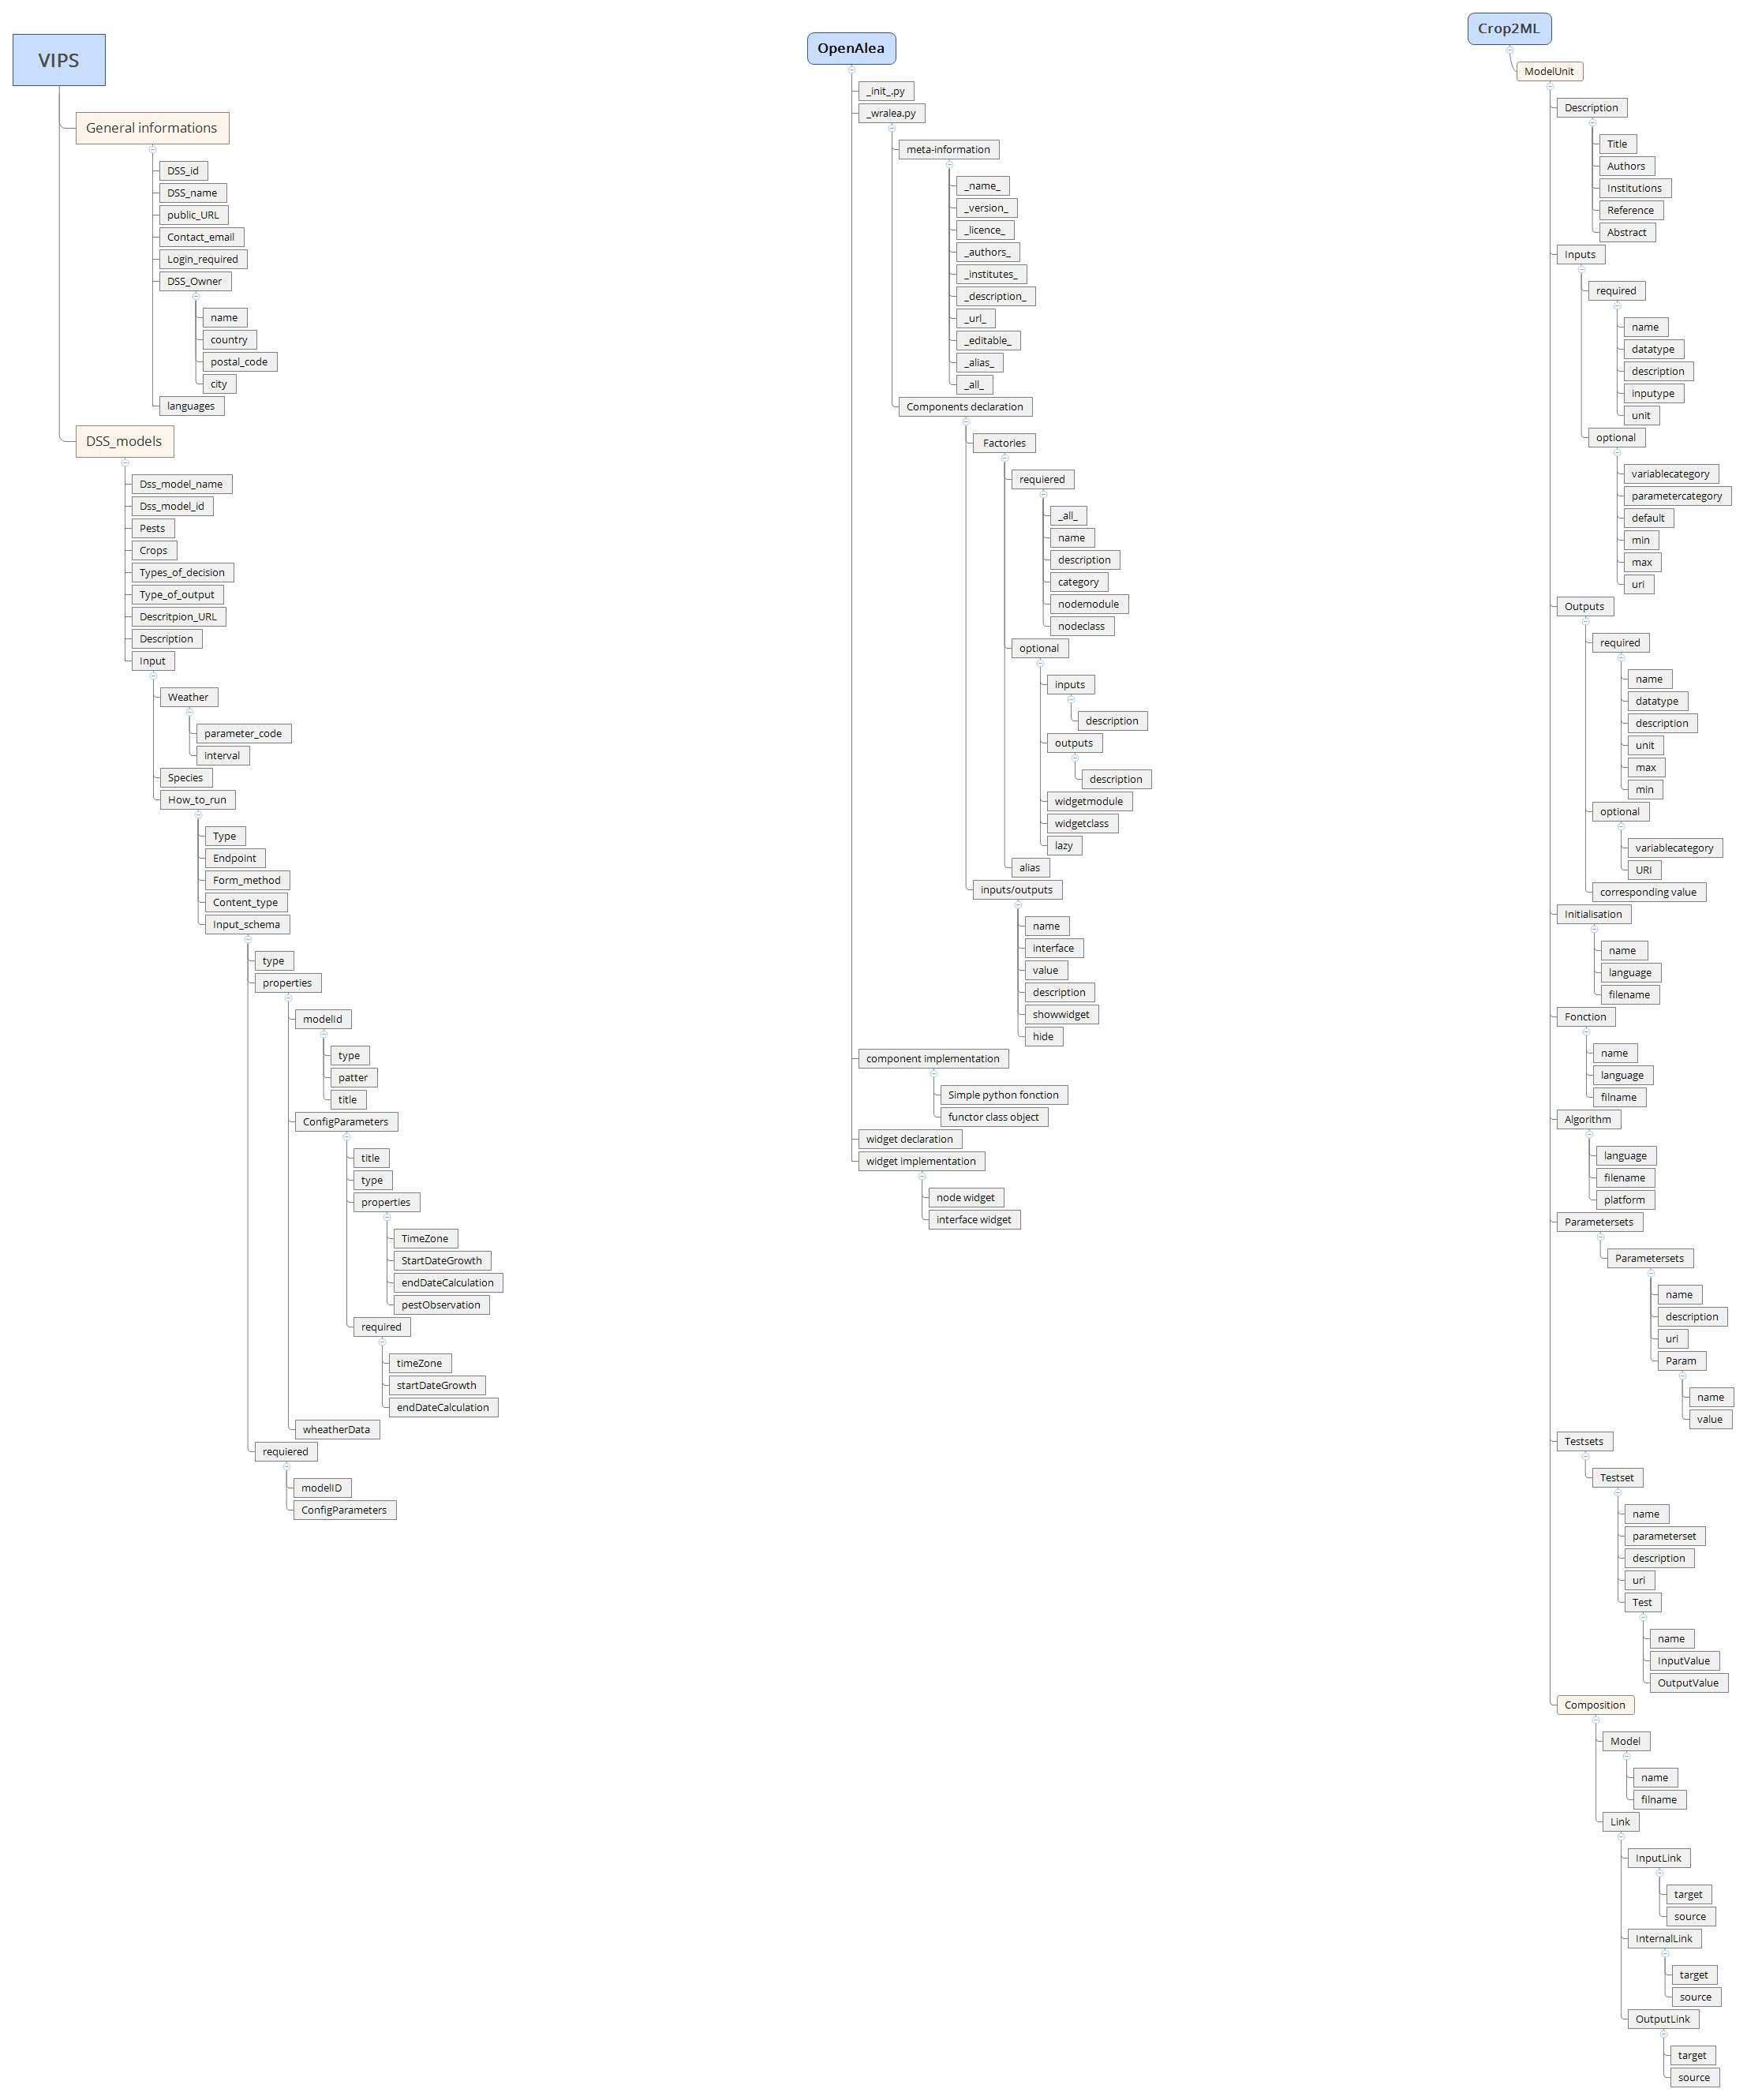 VIPS
General informations
DSS_id
DSS_name
public_URL
Contact_email
Login_required
DSS_Owner
name
country
postal_code
city
languages
DSS_models
Dss_model_name
Dss_model_id
Pests
Crops
Types_of_decision
Type_of_output
Descritpion_URL
Description
Input
Weather
parameter_code
interval
Species
How_to_run
Type
Endpoint
Form_method
Content_type
Input_schema
type
properties
modelId
type
patter
title
ConfigParameters
title
type
properties
TimeZone
StartDateGrowth
endDateCalculation
pestObservation
required
timeZone
startDateGrowth
endDateCalculation
wheatherData
requiered
modelID
ConfigParameters
OpenAlea
_init_.py
_wralea.py
meta-information
_name_
_version_
_licence_
_authors_
_institutes_
_description_
_url_
_editable_
_alias_
_all_
Components declaration
Factories
requiered
_all_
name
description
category
nodemodule
nodeclass
optional
inputs
description
outputs
description
widgetmodule
widgetclass
lazy
alias
inputs/outputs
name
interface
value
description
showwidget
hide
component implementation
Simple python fonction
functor class object
widget declaration
widget implementation
node widget
interface widget
Crop2ML
ModelUnit
Description
Title
Authors
Institutions
Reference
Abstract
Inputs
required
name
datatype
description
inputype
unit
optional
variablecategory
parametercategory
default
min
max
uri
Outputs
required
name
datatype
description
unit
max
min
optional
variablecategory
URI
corresponding value
Initialisation
name
language
filename
Fonction
name
language
filname
Algorithm
language
filename
platform
Parametersets
Parametersets
name
description
uri
Param
name
value
Testsets
Testset
name
parameterset
description
uri
Test
name
InputValue
OutputValue
Composition
Model
name
filname
Link
InputLink
target
source
InternalLink
target
source
OutputLink
target
source